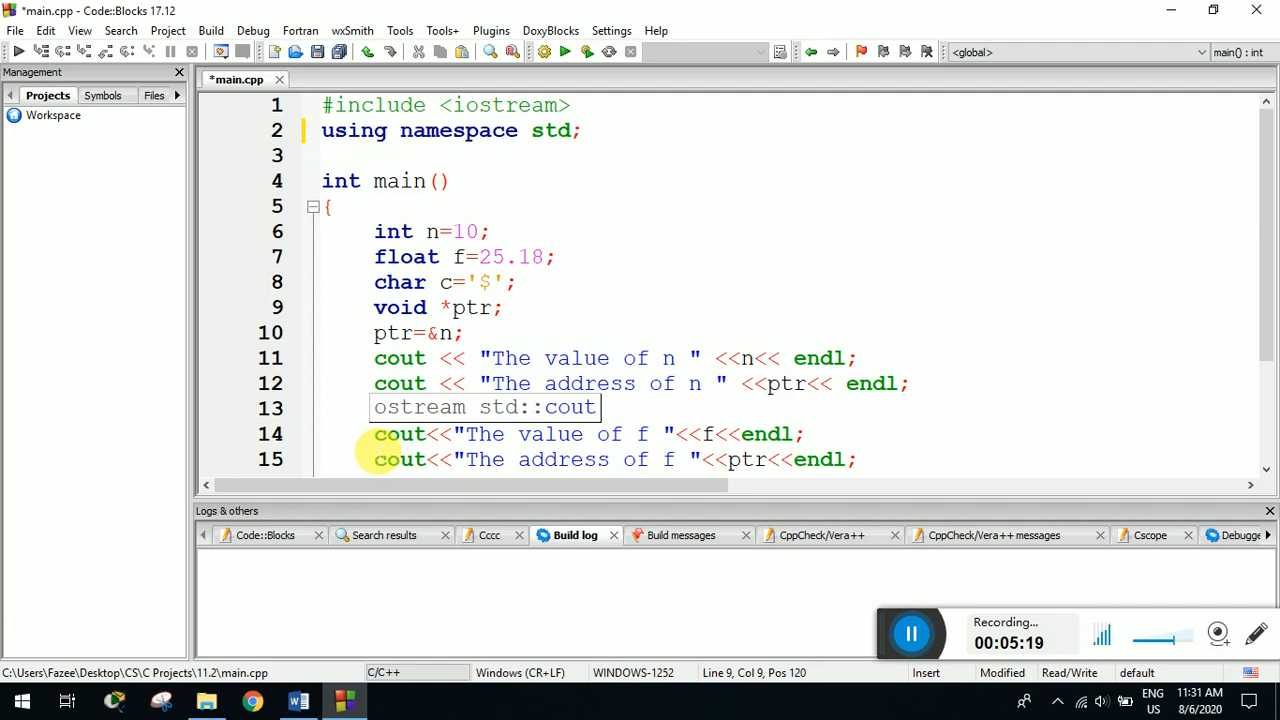 *main.cpp - Code::Blocks 17.12
File Edit View Search Project Build Debug Fortran wxSmith Tools Tools+ Plugins DoxyBlocks Settings Help
<global>
main() : int
Management
Projects Symbols Files
Workspace
*main.cpp
1 #include <iostream>
2 using namespace std;
3
4 int main()
5 {
6 int n=10;
7 float f=25.18;
8 char c='$';
9 void *ptr;
10 ptr=&n;
11 cout << "The value of n " <<n<< endl;
12 cout << "The address of n " <<ptr<< endl;
13
ostream std::cout
14 cout<<"The value of f "<<f<<endl;
15 cout<<"The address of f "<<ptr<<endl;
Logs & others
Code::Blocks Search results Cccc Build log Build messages CppCheck/Vera++ CppCheck/Vera++ messages Cscope Debugge
Recording...
00:05:19
C:\Users\Fazee\Desktop\CS\C Projects\11.2\main.cpp C/C++ Windows (CR+LF) WINDOWS-1252 Line 9, Col 9, Pos 120 Insert Modified Read/Write default
ENG
US
11:31 AM
8/6/2020